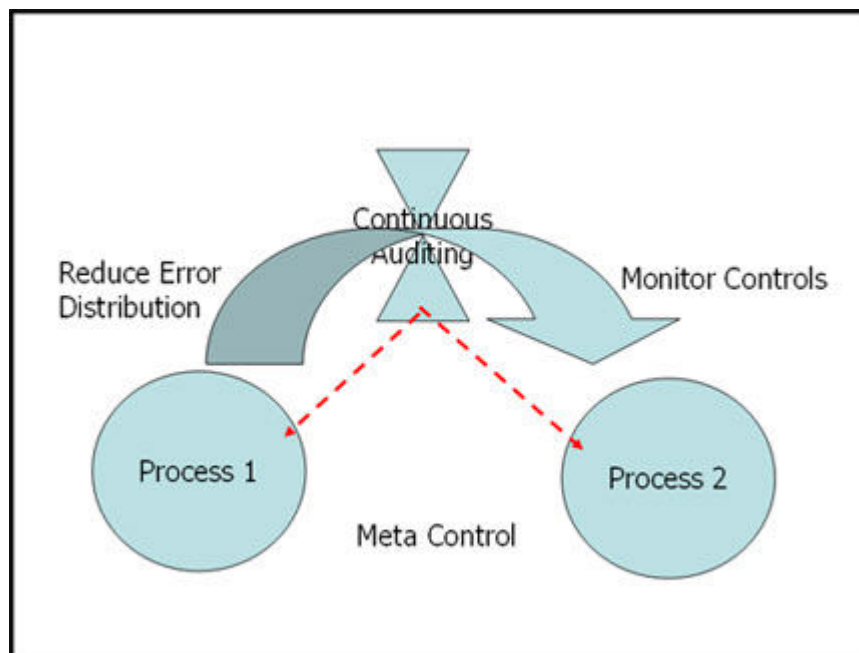 Continuous
Auditing
Reduce Error
Distribution
Monitor Controls
Process 1
Process 2
Meta Control